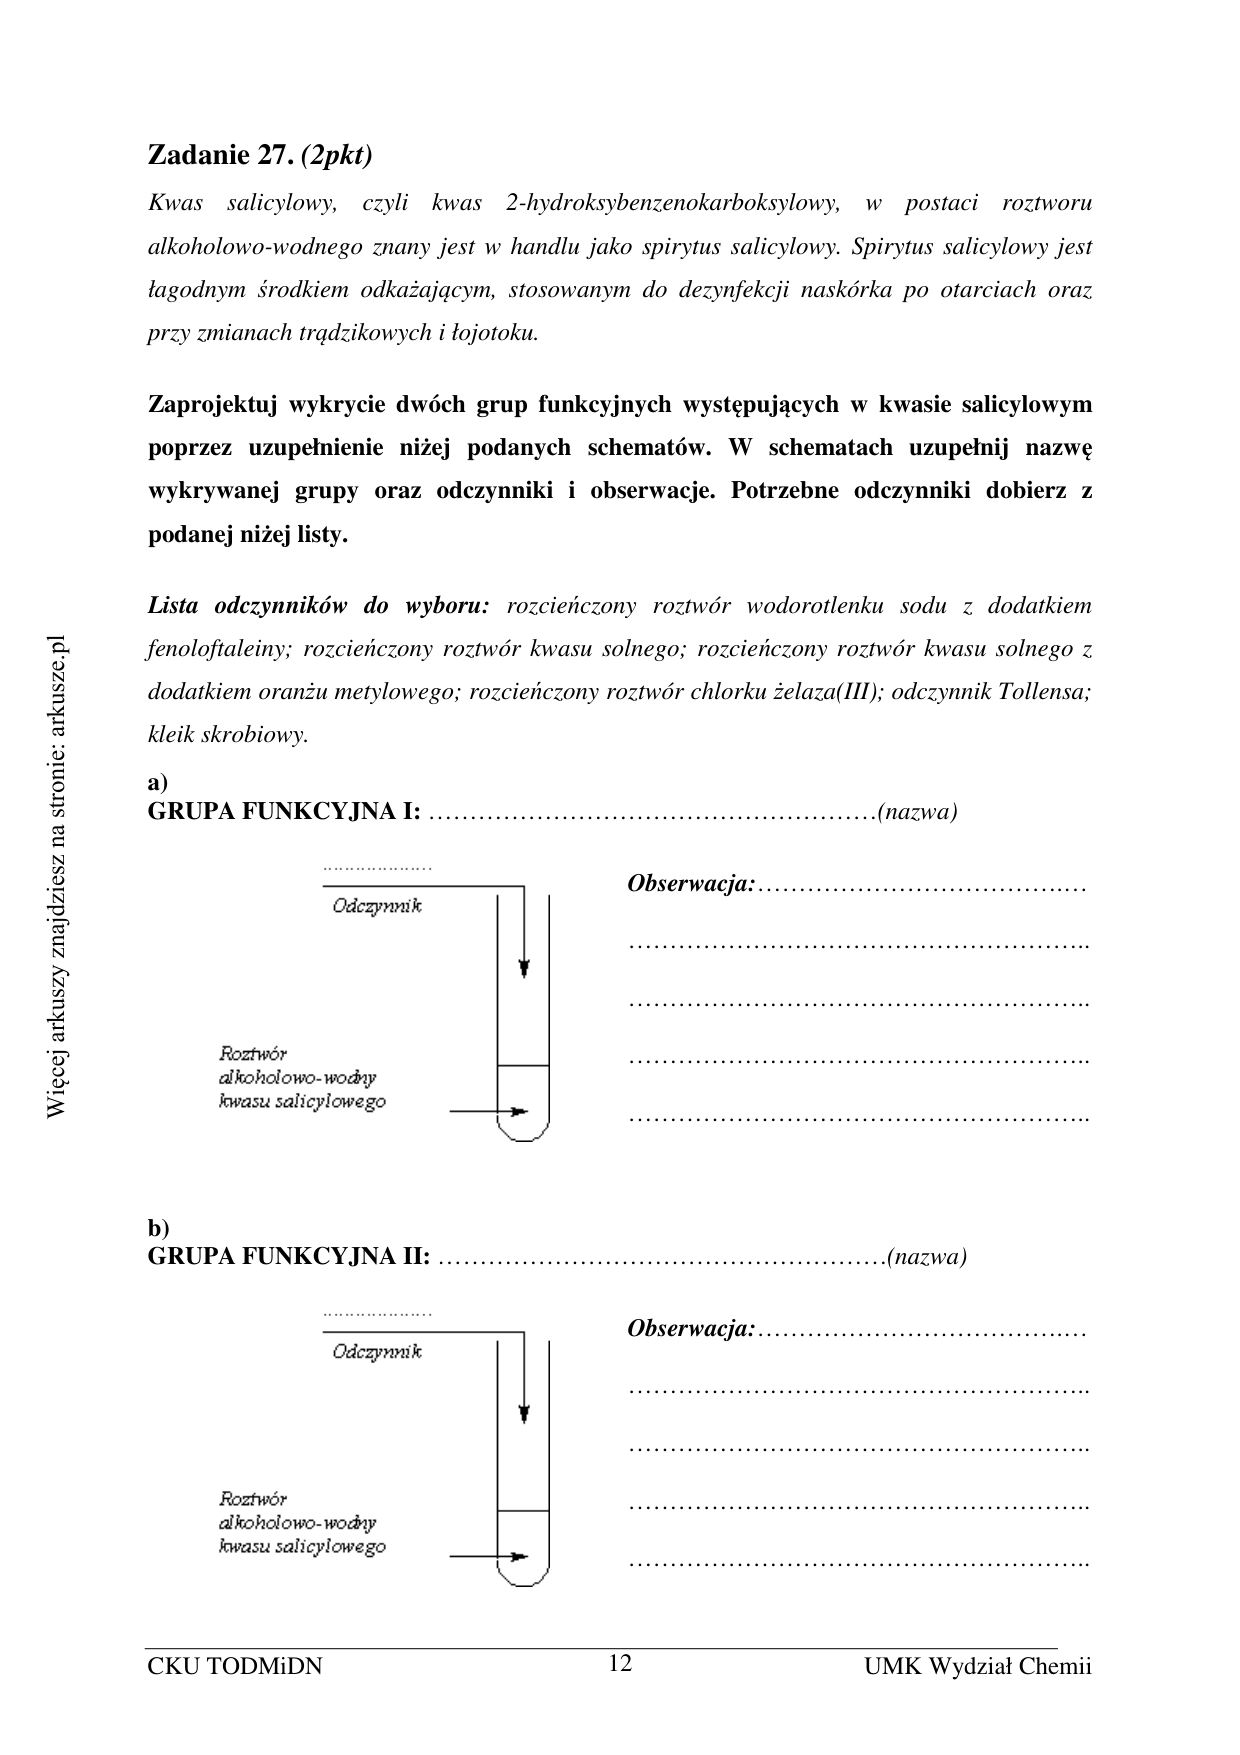 Zadanie 27. (2pkt)
Kwas salicylowy, czyli kwas 2-hydroksybenzenokarboksylowy, w postaci roztworu
alkoholowo-wodnego znany jest w handlu jako spirytus salicylowy. Spirytus salicylowy jest
łagodnym środkiem odkażającym, stosowanym do dezynfekcji naskórka po otarciach oraz
przy zmianach trądzikowych i łojotoku.
Zaprojektuj wykrycie dwóch grup funkcyjnych występujących w kwasie salicylowym
poprzez uzupełnienie niżej podanych schematów. W schematach uzupełnij nazwę
wykrywanej grupy oraz odczynniki i obserwacje. Potrzebne odczynniki dobierz z
podanej niżej listy.
Lista odczynników do wyboru: rozcieńczony roztwór wodorotlenku sodu z dodatkiem
fenoloftaleiny; rozcieńczony roztwór kwasu solnego; rozcieńczony roztwór kwasu solnego z
dodatkiem oranżu metylowego; rozcieńczony roztwór chlorku żelaza(III); odczynnik Tollensa;
kleik skrobiowy.
a)
GRUPA FUNKCYJNA I: ………………………………………………(nazwa)
....................
Odczynnik
Roztwór
alkoholowo-wodny
kwasu salicylowego
Obserwacja:……………………………….…
………………………………………………..
………………………………………………..
………………………………………………..
………………………………………………..
b)
GRUPA FUNKCYJNA II: ………………………………………………(nazwa)
....................
Odczynnik
Roztwór
alkoholowo-wodny
kwasu salicylowego
Obserwacja:……………………………….…
………………………………………………..
………………………………………………..
………………………………………………..
………………………………………………..
CKU TODMiDN 12 UMK Wydział Chemii
Więcej arkuszy znajdziesz na stronie: arkusze.pl